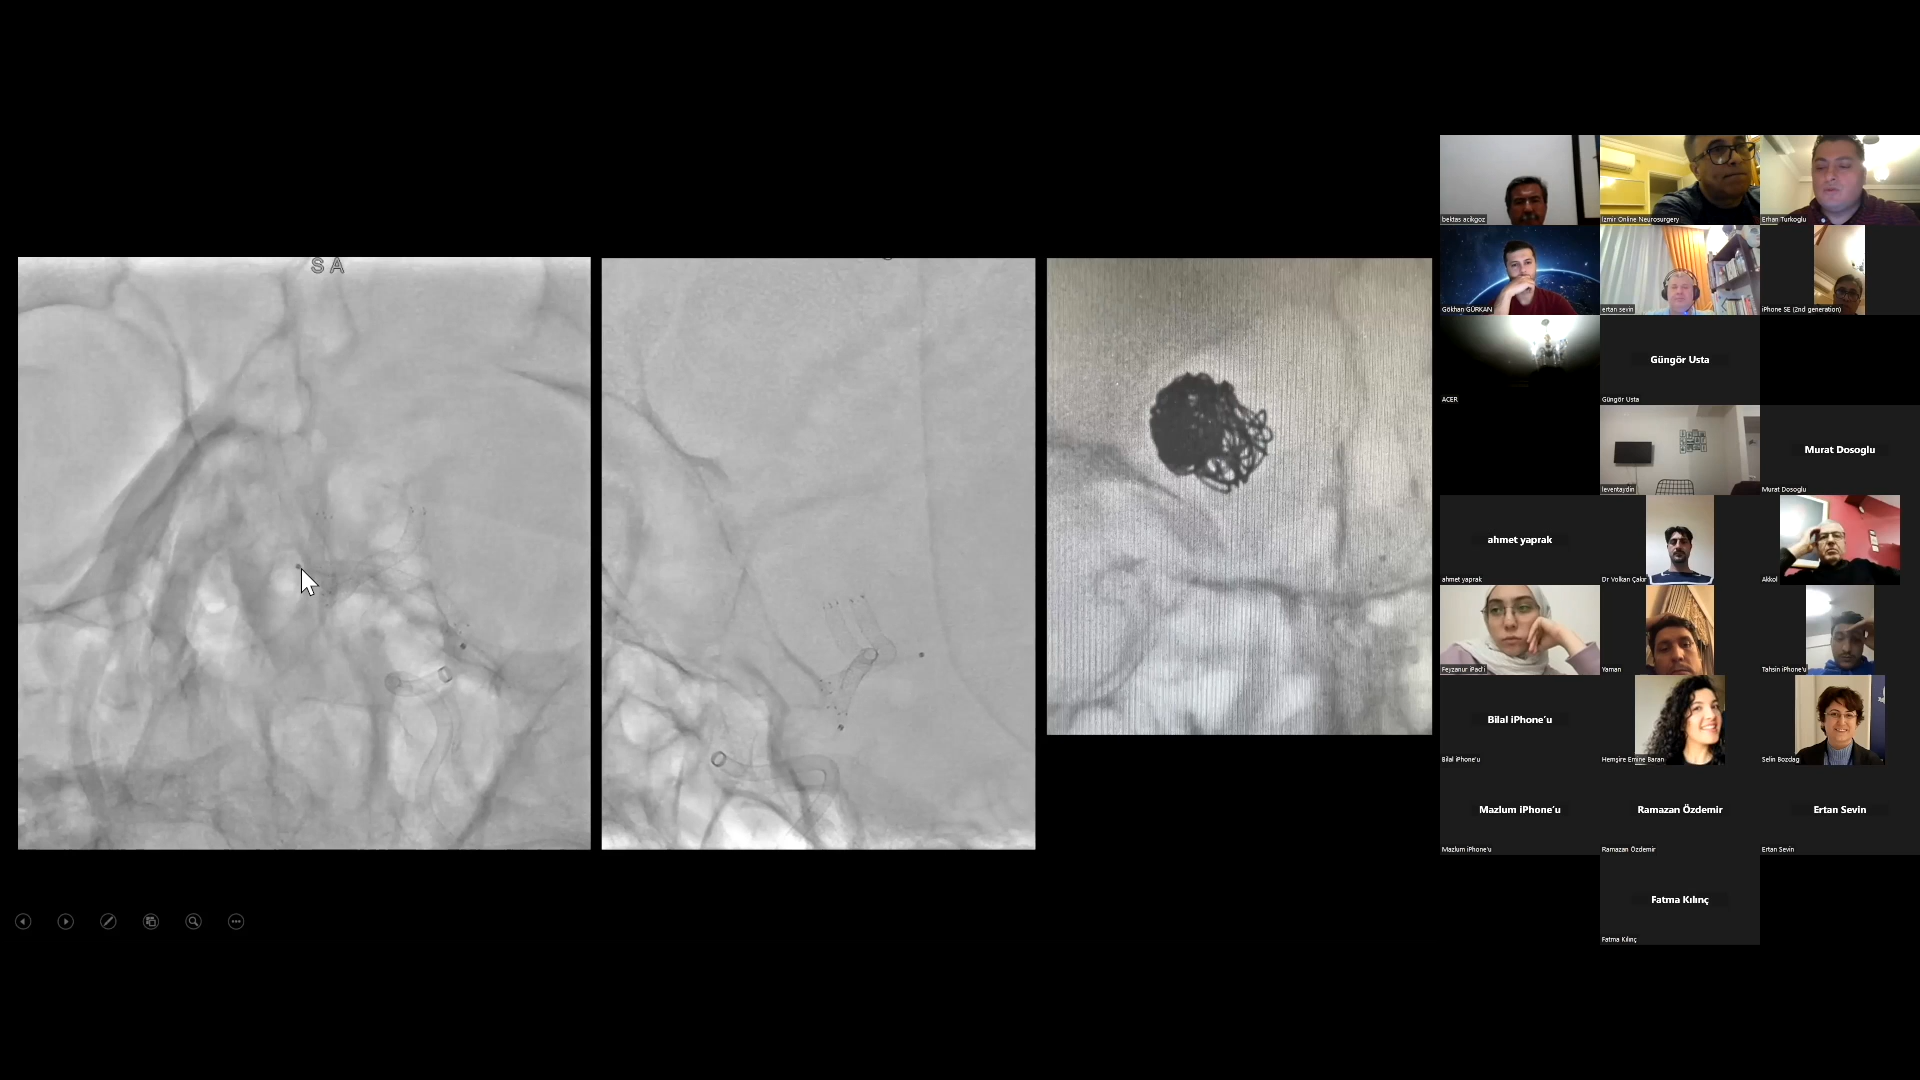 S A
bektas acikgoz
Izmir Online Neurosurgery
Erhan Turkoglu
Gökhan GÜRKAN
ertan sevin
iPhone SE (2nd generation)
ACER
Güngör Usta
Güngör Usta
leventaydin
Murat Dosoglu
Murat Dosoglu
ahmet yaprak
ahmet yaprak
Dr Volkan Çakır
Akkol
Feyzanur iPad'i
Yaman
Tahsin iPhone'u
Bilal iPhone'u
Bilal iPhone'u
Hemşire Emine Baran
Selin Bozdag
Mazlum iPhone'u
Mazlum iPhone'u
Ramazan Özdemir
Ramazan Özdemir
Ertan Sevin
Ertan Sevin
Fatma Kılınç
Fatma Kılınç